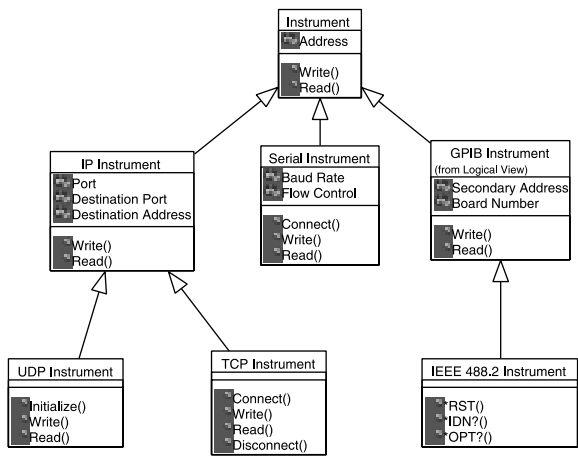 Instrument
Address
Write()
Read()
IP Instrument
Port
Destination Port
Destination Address
Write()
Read()
Serial Instrument
Baud Rate
Flow Control
Connect()
Write()
Read()
GPIB Instrument
(from Logical View)
Secondary Address
Board Number
Write()
Read()
UDP Instrument
Initialize()
Write()
Read()
TCP Instrument
Connect()
Write()
Read()
Disconnect()
IEEE 488.2 Instrument
*RST()
*IDN?()
*OPT?()